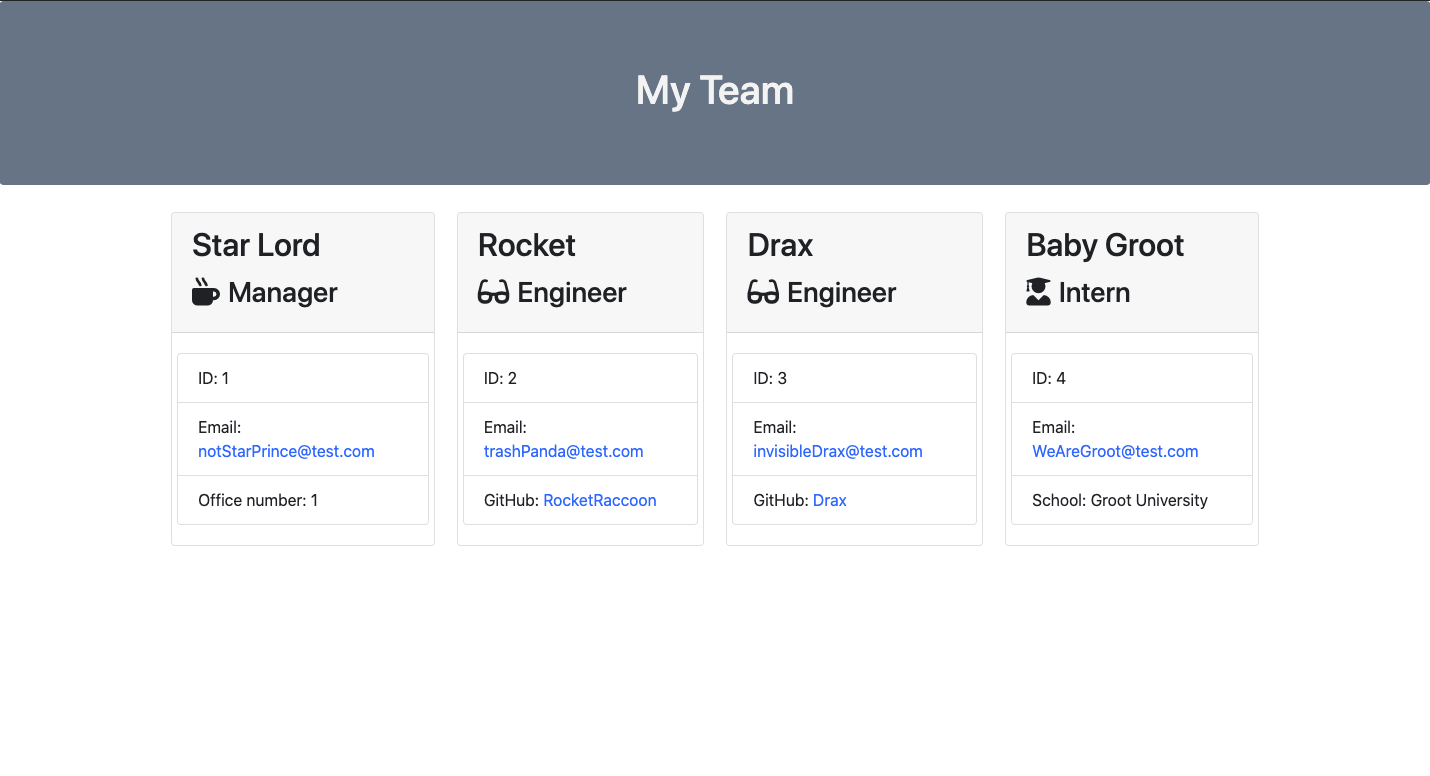 My Team
Star Lord
Manager
ID: 1
Email:
notStarPrince@test.com
Office number: 1
Rocket
Engineer
ID: 2
Email:
trashPanda@test.com
GitHub: RocketRaccoon
Drax
Engineer
ID: 3
Email:
invisibleDrax@test.com
GitHub: Drax
Baby Groot
Intern
ID: 4
Email:
WeAreGroot@test.com
School: Groot University